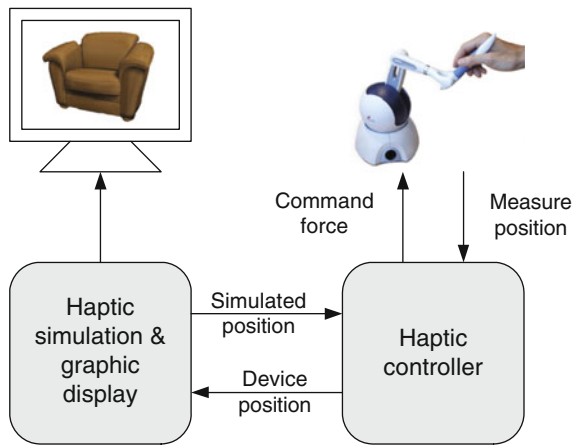 Command
force
Measure
position
Haptic
simulation &
graphic
display
Simulated
position
Device
position
Haptic
controller